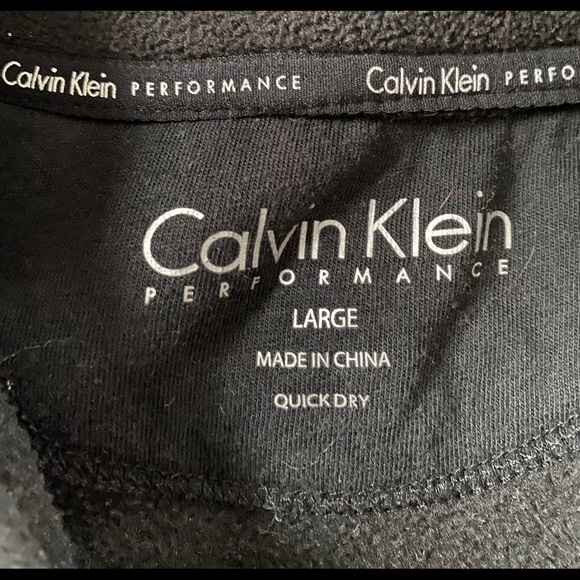 Calvin Klein PERFORMANCE Calvin Klein PERFO
Calvin Klein
PERFORMANCE
LARGE
MADE IN CHINA
QUICK DRY